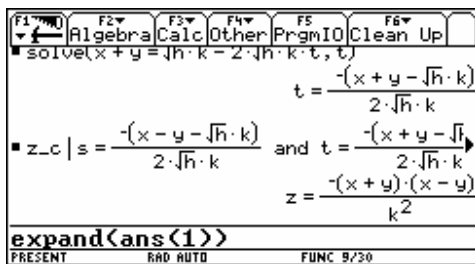 F1 F2 F3 F4 F5 F6
Algebra Calc Other PrgmIO Clean Up
solve(x + y = √h·k - 2·√h·k·t, t)
t = -(x + y - √h·k) / 2·√h·k
z_c | s = -(x - y - √h·k) / 2·√h·k and t = -(x + y - √h / 2·√h·k
z = -(x + y)·(x - y) / k²
expand(ans(1))
PRESENT RAD AUTO FUNC 9/30